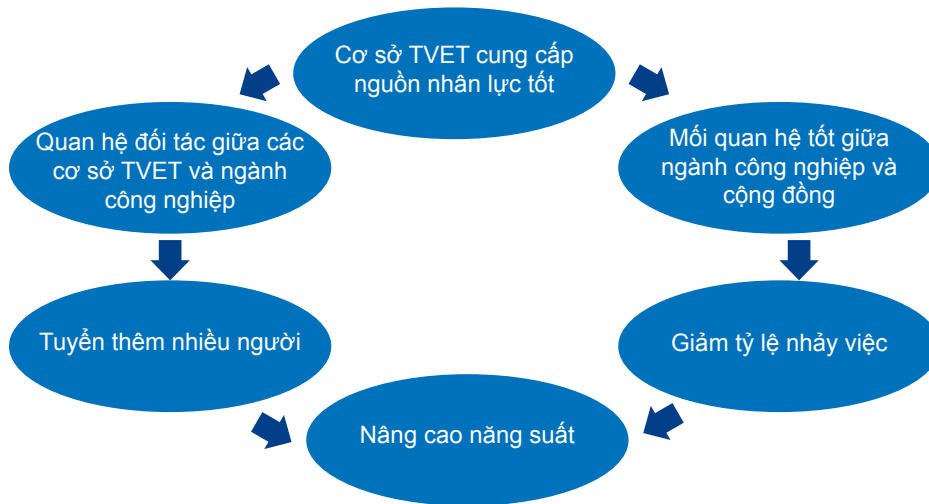 Cơ sở TVET cung cấp
nguồn nhân lực tốt
Quan hệ đối tác giữa các
cơ sở TVET và ngành
công nghiệp
Mối quan hệ tốt giữa
ngành công nghiệp và
cộng đồng
Tuyển thêm nhiều người
Giảm tỷ lệ nhảy việc
Nâng cao năng suất